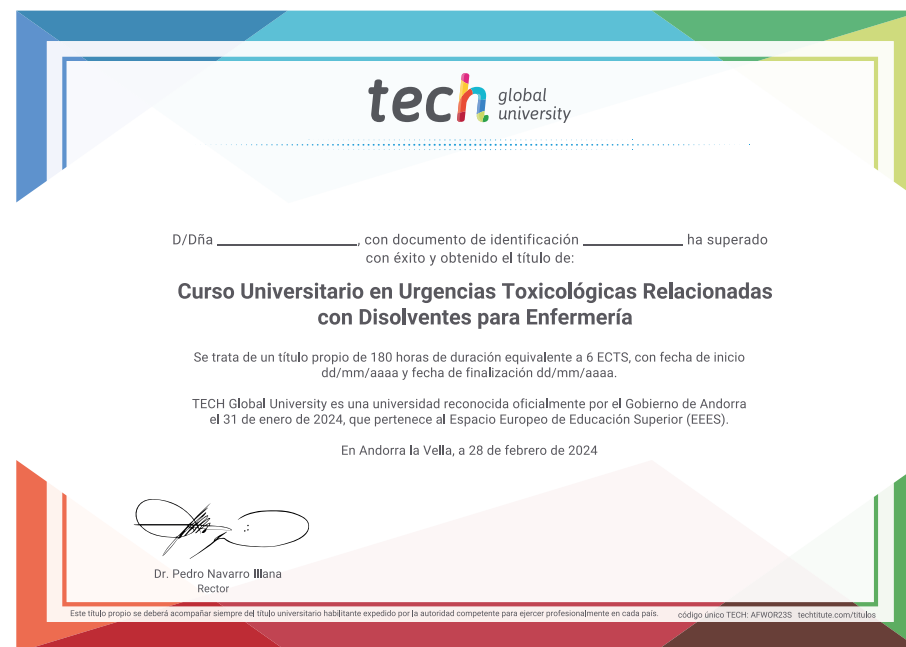 tech global university
D/Dña ____________________, con documento de identificación ______________ ha superado
con éxito y obtenido el título de:
Curso Universitario en Urgencias Toxicológicas Relacionadas
con Disolventes para Enfermería
Se trata de un título propio de 180 horas de duración equivalente a 6 ECTS, con fecha de inicio
dd/mm/aaaa y fecha de finalización dd/mm/aaaa.
TECH Global University es una universidad reconocida oficialmente por el Gobierno de Andorra
el 31 de enero de 2024, que pertenece al Espacio Europeo de Educación Superior (EEES).
En Andorra la Vella, a 28 de febrero de 2024
Dr. Pedro Navarro Illana
Rector
Este título propio se deberá acompañar siempre del título universitario habilitante expedido por la autoridad competente para ejercer profesionalmente en cada país. código único TECH: AFWOR23S techtitute.com/titulos